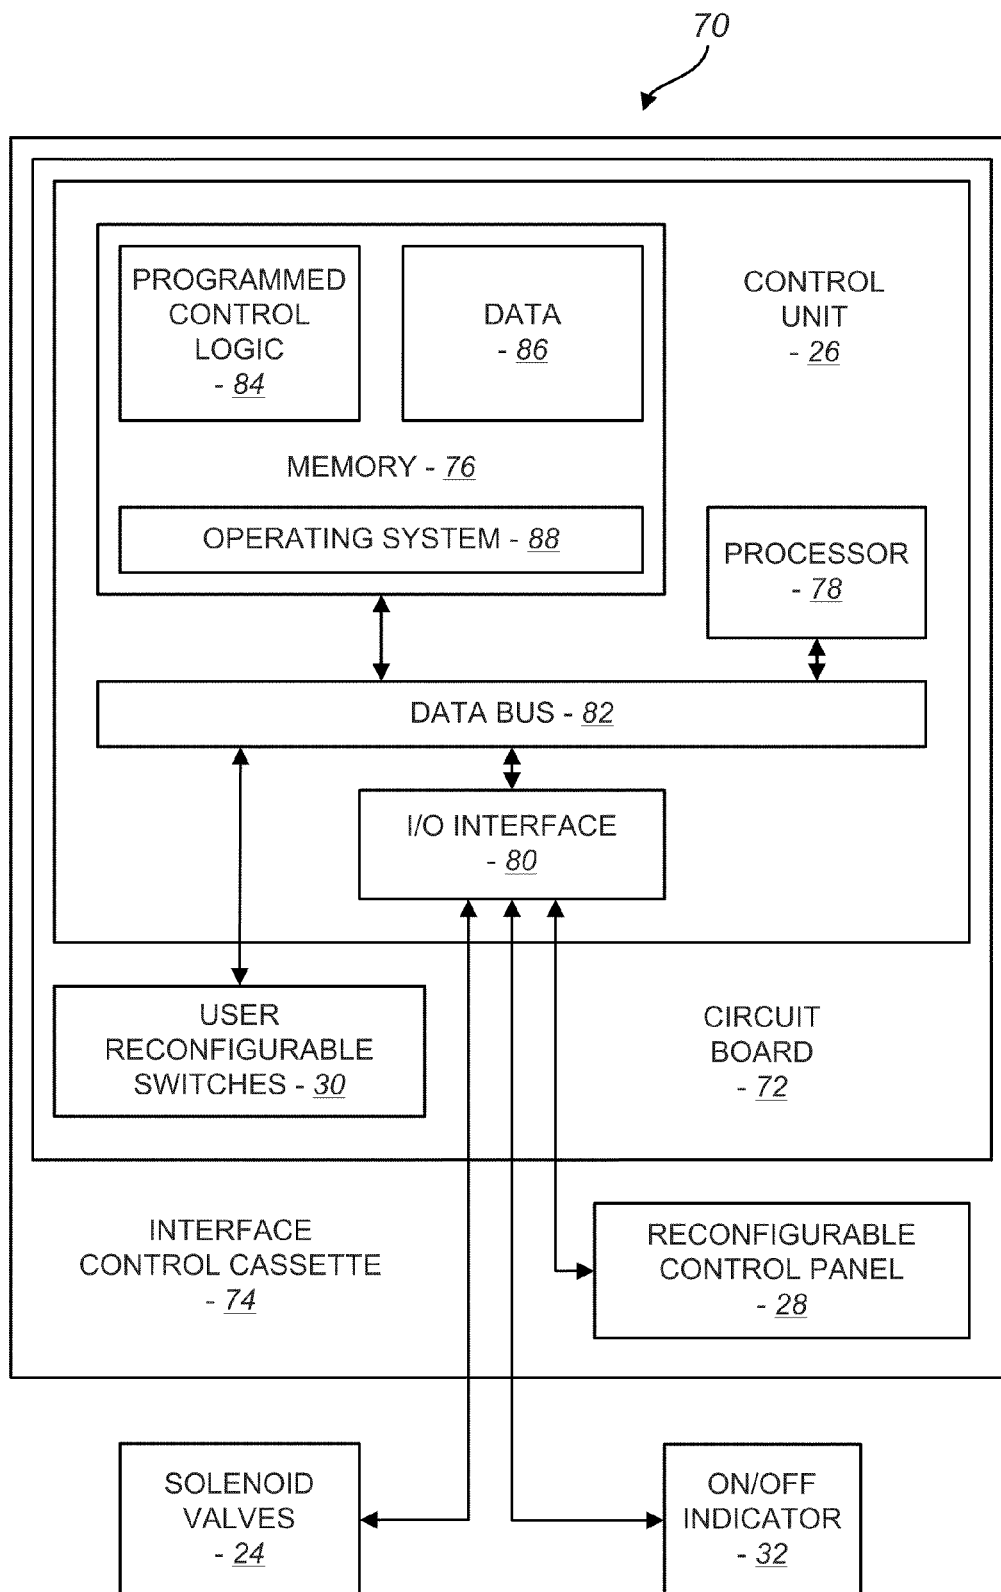 70
PROGRAMMED
CONTROL
LOGIC
- 84
DATA
- 86
CONTROL
UNIT
- 26
MEMORY - 76
OPERATING SYSTEM - 88
PROCESSOR
- 78
DATA BUS - 82
I/O INTERFACE
- 80
USER
RECONFIGURABLE
SWITCHES - 30
CIRCUIT
BOARD
- 72
INTERFACE
CONTROL CASSETTE
- 74
RECONFIGURABLE
CONTROL PANEL
- 28
SOLENOID
VALVES
- 24
ON/OFF
INDICATOR
- 32